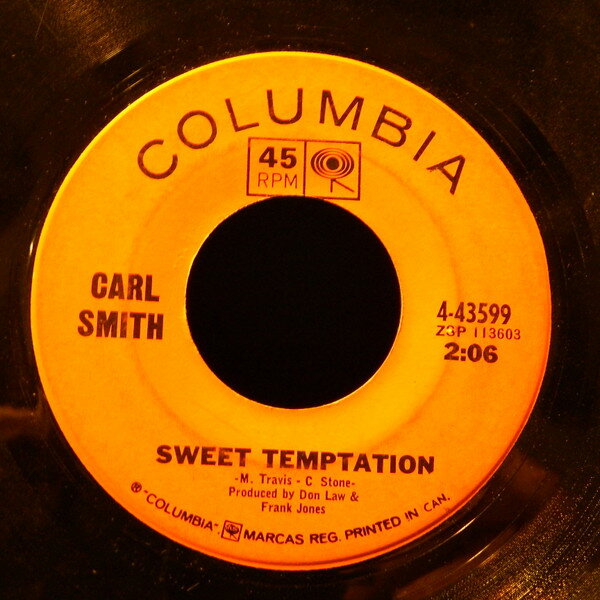 COLUMBIA
45
RPM
CARL
SMITH
4-43599
ZSP 113603
2:06
SWEET TEMPTATION
-M. Travis - C Stone-
Produced by Don Law &
Frank Jones
® "COLUMBIA". MARCAS REG. PRINTED IN CAN.